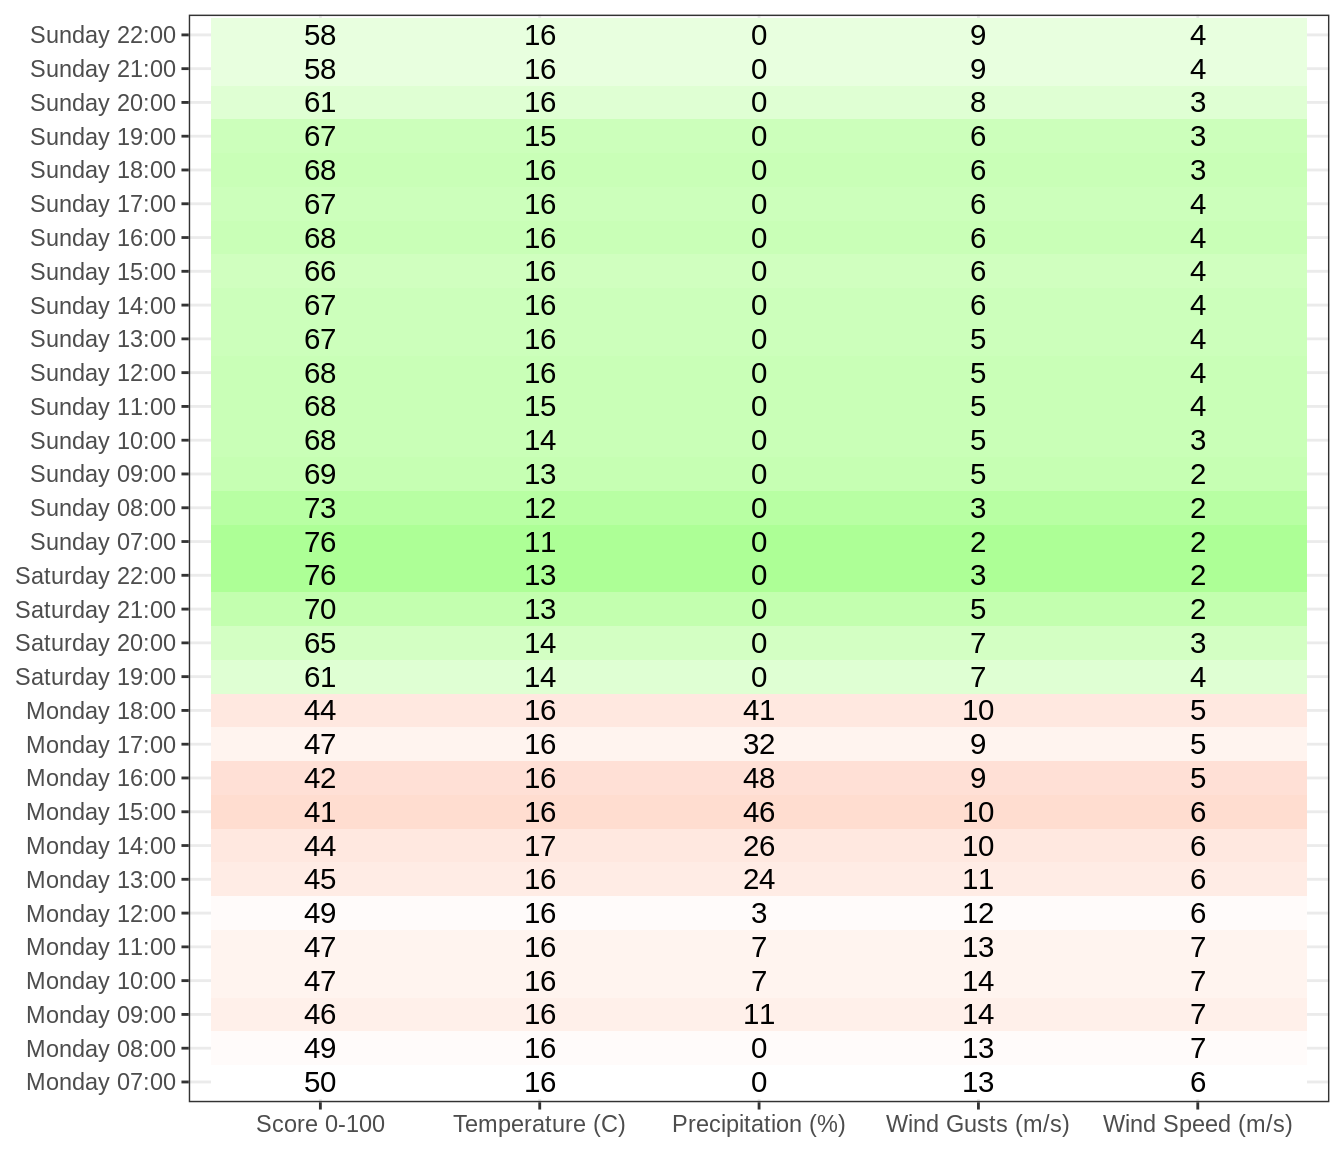 Sunday 22:00 58 16 0 9 4
Sunday 21:00 58 16 0 9 4
Sunday 20:00 61 16 0 8 3
Sunday 19:00 67 15 0 6 3
Sunday 18:00 68 16 0 6 3
Sunday 17:00 67 16 0 6 4
Sunday 16:00 68 16 0 6 4
Sunday 15:00 66 16 0 6 4
Sunday 14:00 67 16 0 6 4
Sunday 13:00 67 16 0 5 4
Sunday 12:00 68 16 0 5 4
Sunday 11:00 68 15 0 5 4
Sunday 10:00 68 14 0 5 3
Sunday 09:00 69 13 0 5 2
Sunday 08:00 73 12 0 3 2
Sunday 07:00 76 11 0 2 2
Saturday 22:00 76 13 0 3 2
Saturday 21:00 70 13 0 5 2
Saturday 20:00 65 14 0 7 3
Saturday 19:00 61 14 0 7 4
Monday 18:00 44 16 41 10 5
Monday 17:00 47 16 32 9 5
Monday 16:00 42 16 48 9 5
Monday 15:00 41 16 46 10 6
Monday 14:00 44 17 26 10 6
Monday 13:00 45 16 24 11 6
Monday 12:00 49 16 3 12 6
Monday 11:00 47 16 7 13 7
Monday 10:00 47 16 7 14 7
Monday 09:00 46 16 11 14 7
Monday 08:00 49 16 0 13 7
Monday 07:00 50 16 0 13 6
Score 0-100 Temperature (C) Precipitation (%) Wind Gusts (m/s) Wind Speed (m/s)